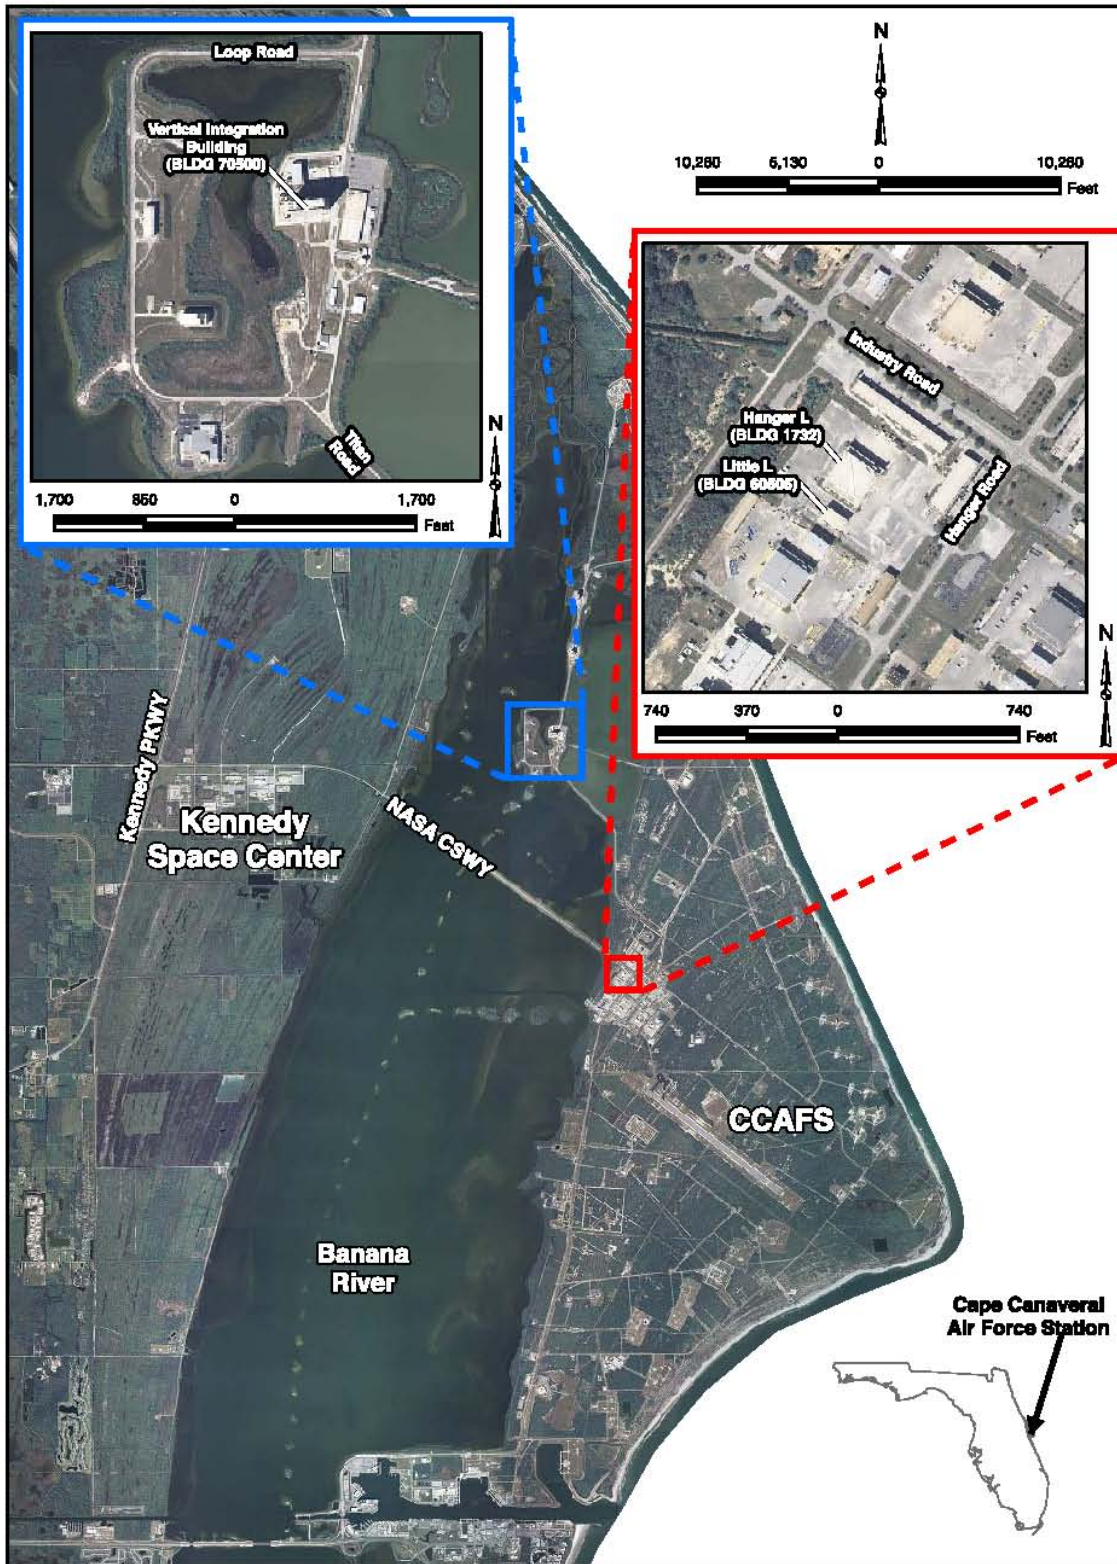 Loop Road
Vertical Integration
Building
(BLDG 70500)
Titan
Road
N
1,700 850 0 1,700
Feet
N
10,260 5,130 0 10,260
Feet
Industry Road
Hanger L
(BLDG 1732)
Little L
(BLDG 60505)
Hanger Road
N
740 370 0 740
Feet
Kennedy PKWY
Kennedy
Space Center
NASA CSWY
CCAFS
Banana
River
Cape Canaveral
Air Force Station